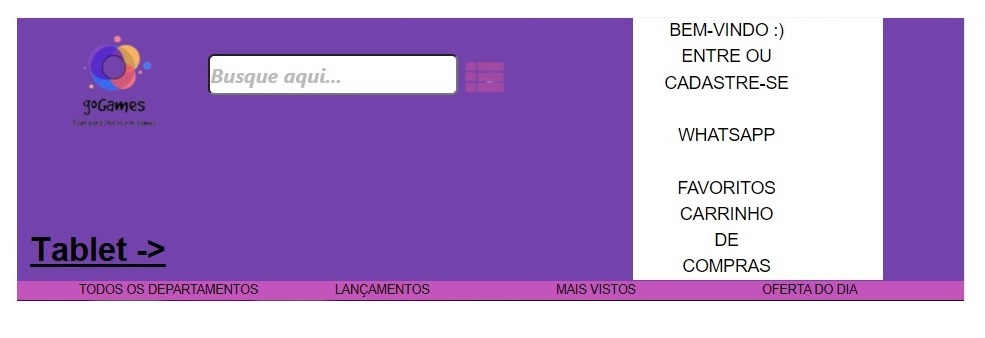 goGames
Busque aqui...
BEM-VINDO :)
ENTRE OU
CADASTRE-SE
WHATSAPP
FAVORITOS
CARRINHO
DE
COMPRAS
Tablet ->
TODOS OS DEPARTAMENTOS LANÇAMENTOS MAIS VISTOS OFERTA DO DIA